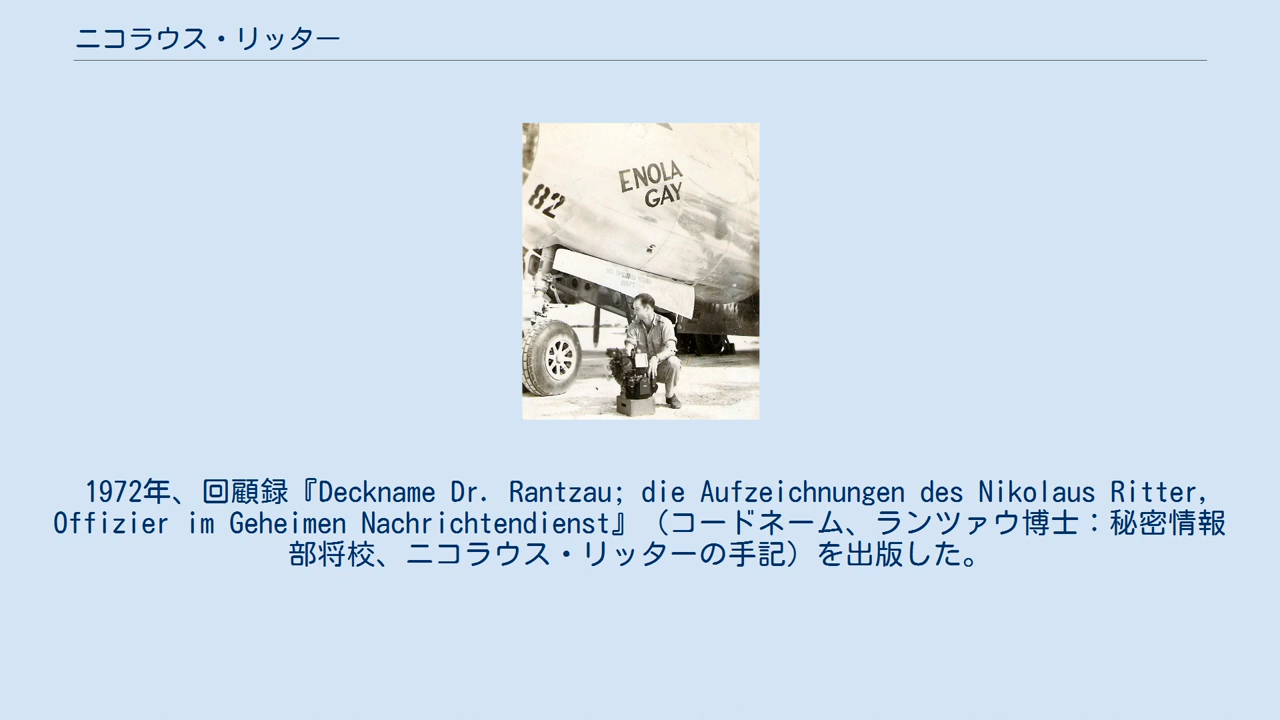 ニコラウス・リッター
ENOLA
GAY
82
1972年、回顧録『Deckname Dr. Rantzau; die Aufzeichnungen des Nikolaus Ritter,
Offizier im Geheimen Nachrichtendienst』（コードネーム、ランツァウ博士：秘密情報
部将校、ニコラウス・リッターの手記）を出版した。